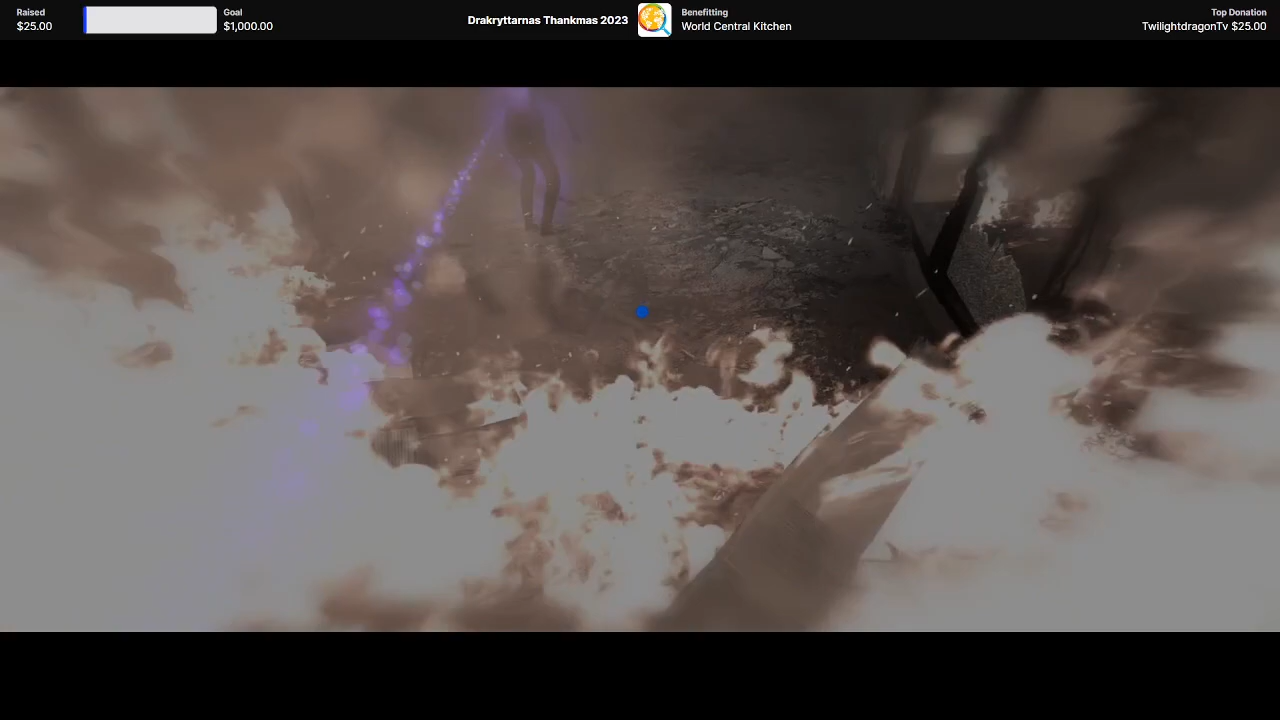 Raised
$25.00
Goal
$1,000.00
Drakryttarnas Thankmas 2023
Benefitting
World Central Kitchen
Top Donation
TwilightdragonTv $25.00